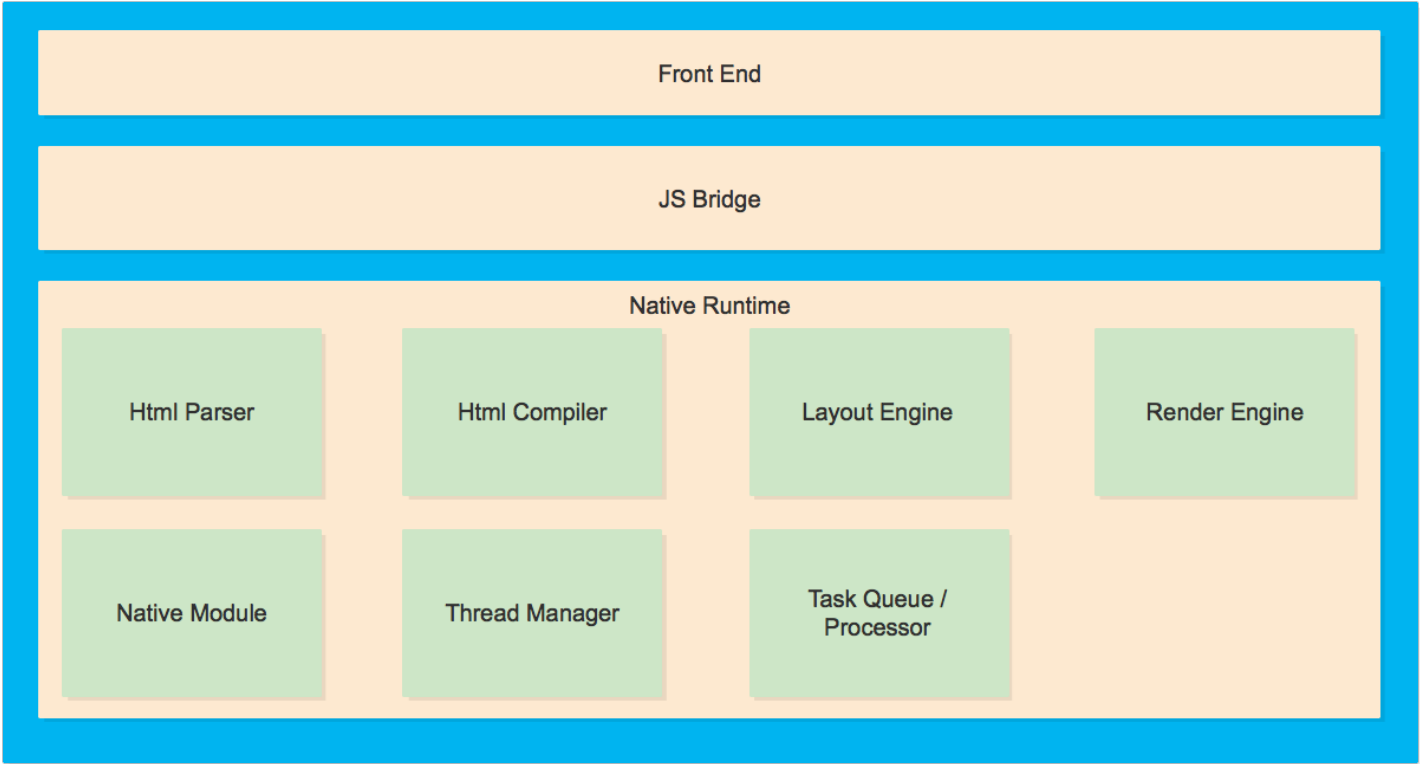 Front End
JS Bridge
Native Runtime
Html Parser
Html Compiler
Layout Engine
Render Engine
Native Module
Thread Manager
Task Queue /
Processor